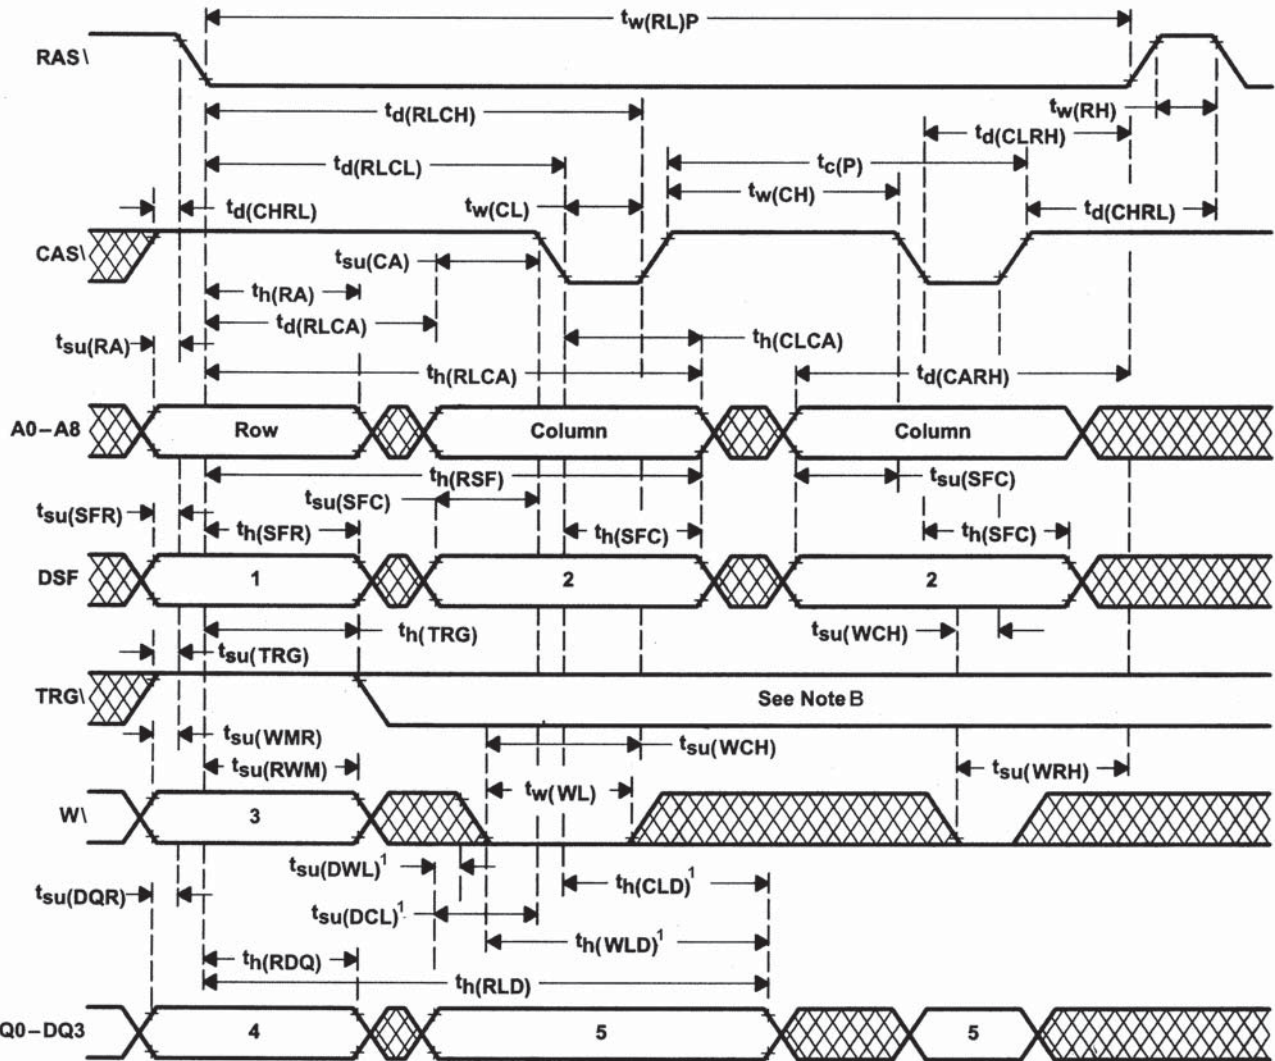 tw(RL)P
RAS\
td(RLCH)
tw(RH)
td(CLRH)
td(RLCL)
tc(P)
tw(CH)
td(CHRL)
tw(CL)
td(CHRL)
CAS\
tsu(CA)
th(RA)
td(RLCA)
tsu(RA)
th(CLCA)
th(RLCA)
td(CARH)
A0–A8
Row
Column
Column
th(RSF)
tsu(SFC)
tsu(SFC)
tsu(SFR)
th(SFR)
th(SFC)
th(SFC)
DSF
1
2
2
th(TRG)
tsu(WCH)
tsu(TRG)
TRG\
See Note B
tsu(WMR)
tsu(WCH)
tsu(RWM)
tsu(WRH)
tw(WL)
W\
3
tsu(DWL)1
th(CLD)1
tsu(DQR)
tsu(DCL)1
th(WLD)1
th(RDQ)
th(RLD)
Q0–DQ3
4
5
5